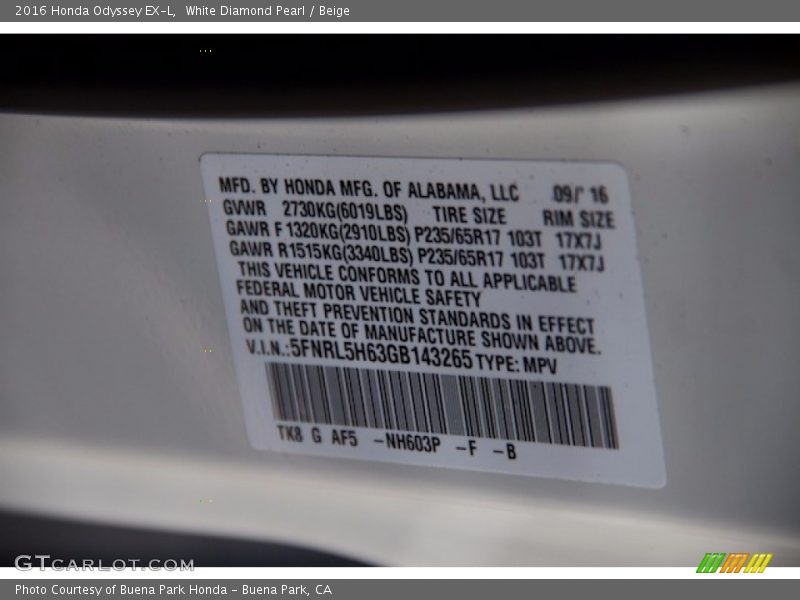 2016 Honda Odyssey EX-L,  White Diamond Pearl / Beige
MFD. BY HONDA MFG. OF ALABAMA, LLC 09/' 16
GVWR 2730KG(6019LBS) TIRE SIZE RIM SIZE
GAWR F 1320KG(2910LBS) P235/65R17 103T 17X7J
GAWR R1515KG(3340LBS) P235/65R17 103T 17X7J
THIS VEHICLE CONFORMS TO ALL APPLICABLE
FEDERAL MOTOR VEHICLE SAFETY
AND THEFT PREVENTION STANDARDS IN EFFECT
ON THE DATE OF MANUFACTURE SHOWN ABOVE.
V.I.N.:5FNRL5H63GB143265 TYPE: MPV
TK8 G AF5 -NH603P -F -B
GTCARLOT.COM
Photo Courtesy of Buena Park Honda - Buena Park, CA